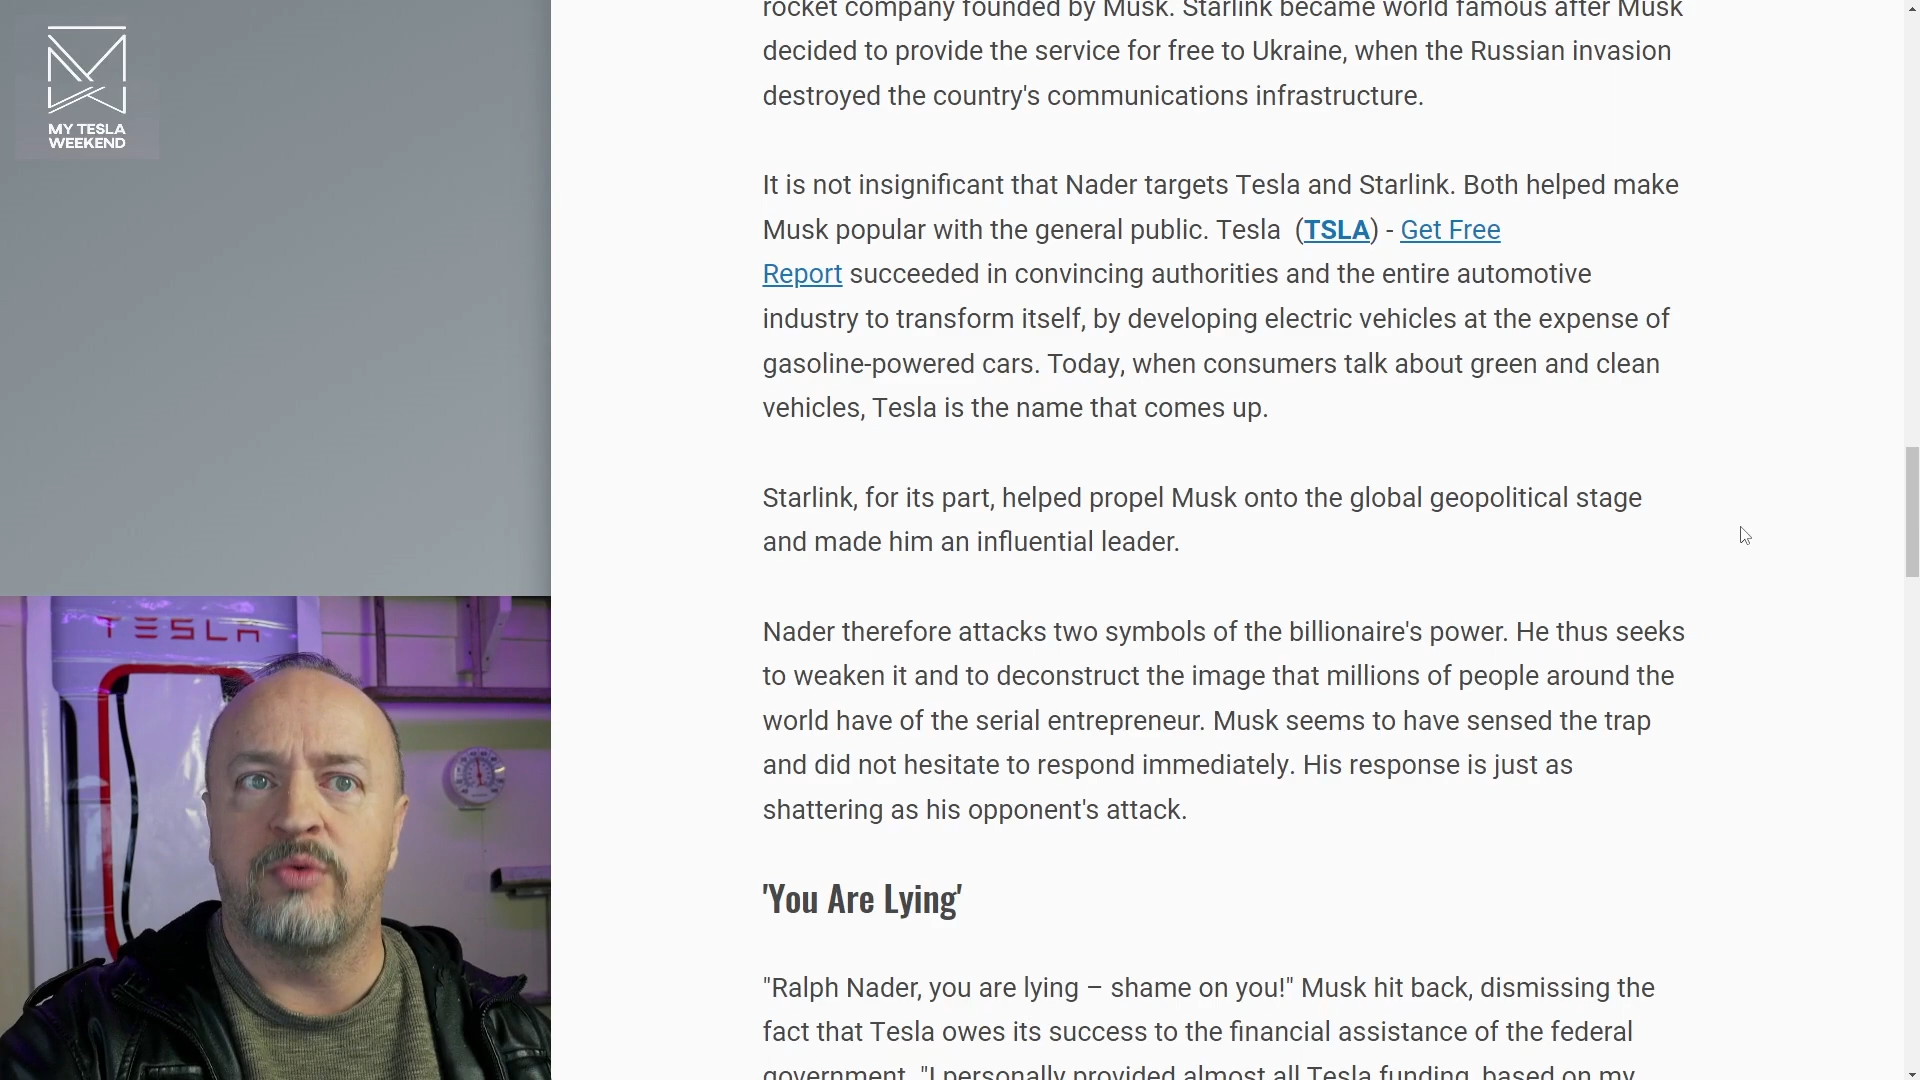 MY TESLA
WEEKEND
TESLA
rocket company founded by Musk. Starlink became world famous after Musk
decided to provide the service for free to Ukraine, when the Russian invasion
destroyed the country's communications infrastructure.
It is not insignificant that Nader targets Tesla and Starlink. Both helped make
Musk popular with the general public. Tesla (TSLA) - Get Free
Report succeeded in convincing authorities and the entire automotive
industry to transform itself, by developing electric vehicles at the expense of
gasoline-powered cars. Today, when consumers talk about green and clean
vehicles, Tesla is the name that comes up.
Starlink, for its part, helped propel Musk onto the global geopolitical stage
and made him an influential leader.
Nader therefore attacks two symbols of the billionaire's power. He thus seeks
to weaken it and to deconstruct the image that millions of people around the
world have of the serial entrepreneur. Musk seems to have sensed the trap
and did not hesitate to respond immediately. His response is just as
shattering as his opponent's attack.
'You Are Lying'
"Ralph Nader, you are lying – shame on you!" Musk hit back, dismissing the
fact that Tesla owes its success to the financial assistance of the federal
government. "I personally provided almost all Tesla funding, based on my